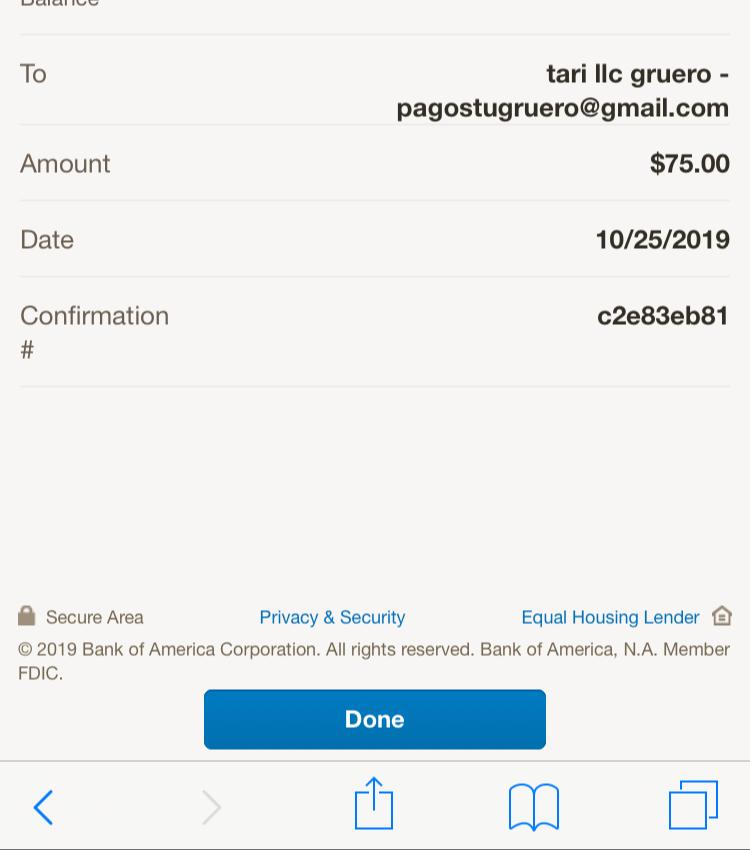 Balance
To
tari llc gruero -
pagostugruero@gmail.com
Amount $75.00
Date 10/25/2019
Confirmation c2e83eb81
#
Secure Area Privacy & Security Equal Housing Lender
© 2019 Bank of America Corporation. All rights reserved. Bank of America, N.A. Member
FDIC.
Done